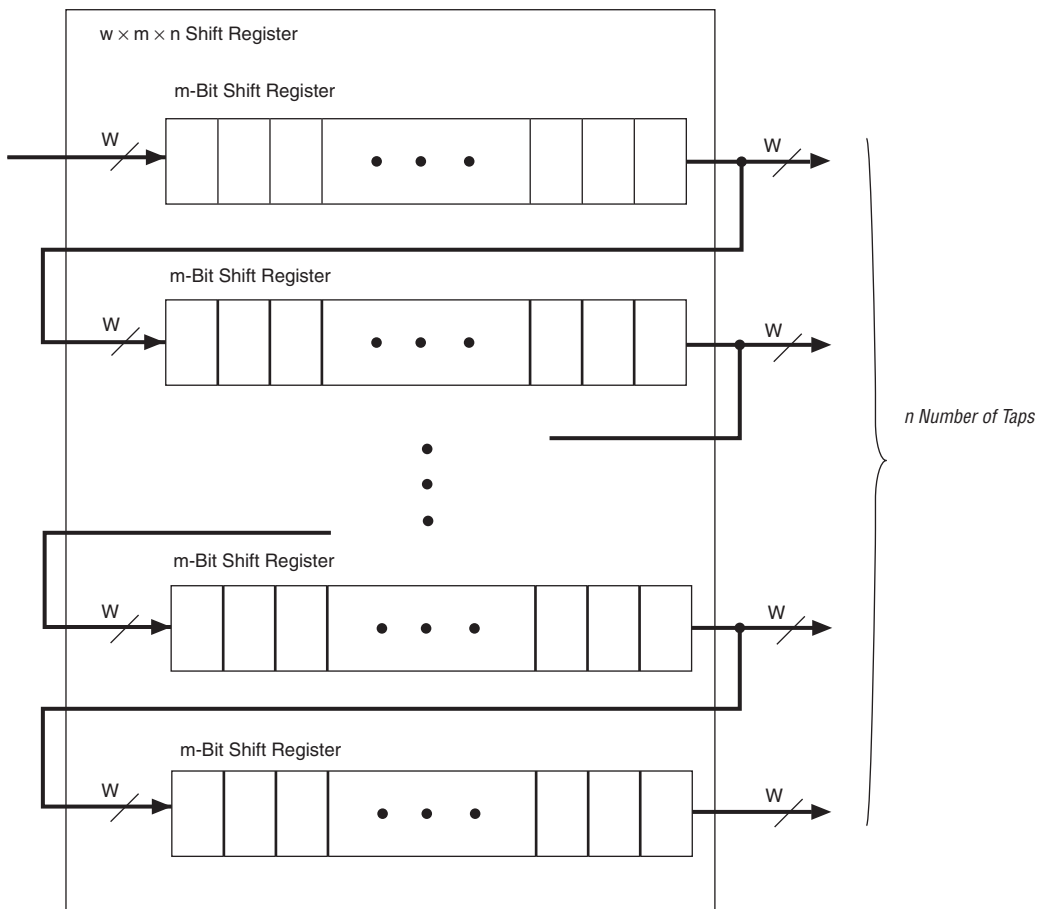 w × m × n Shift Register
m-Bit Shift Register
W
W
m-Bit Shift Register
W
W
n Number of Taps
m-Bit Shift Register
W
W
m-Bit Shift Register
W
W